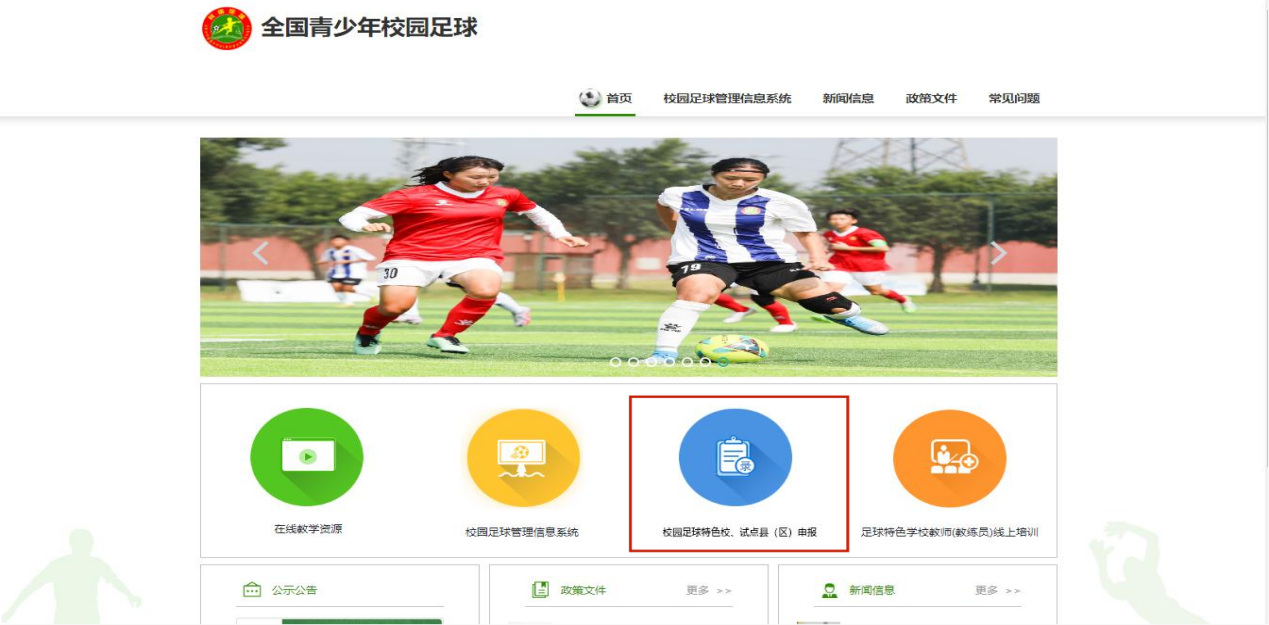 全国青少年校园足球
首页 校园足球管理信息系统 新闻信息 政策文件 常见问题
30
79
录
在线教学资源 校园足球管理信息系统 校园足球特色校、试点县（区）申报 足球特色学校教师(教练员)线上培训
公示公告 政策文件 更多 >> 新闻信息 更多 >>